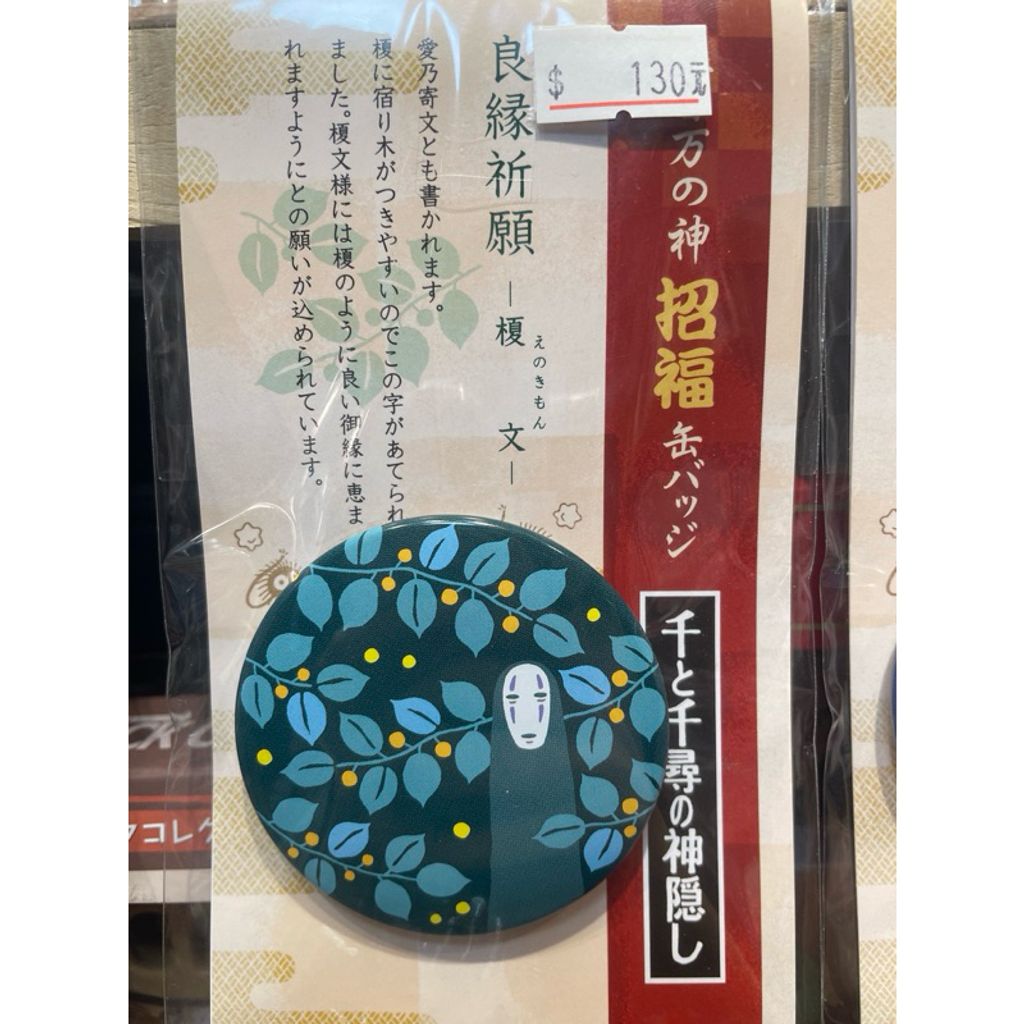 $ 130元
万の神 招福 缶バッジ
千と千尋の神隠し
良縁祈願
―榎文―
えのきもん
愛乃寄文とも書かれます。
榎に宿り木がつきやすいのでこの字があてられ
ました。榎文様には榎のように良い御縁に恵ま
れますようにとの願いが込められています。
コレ